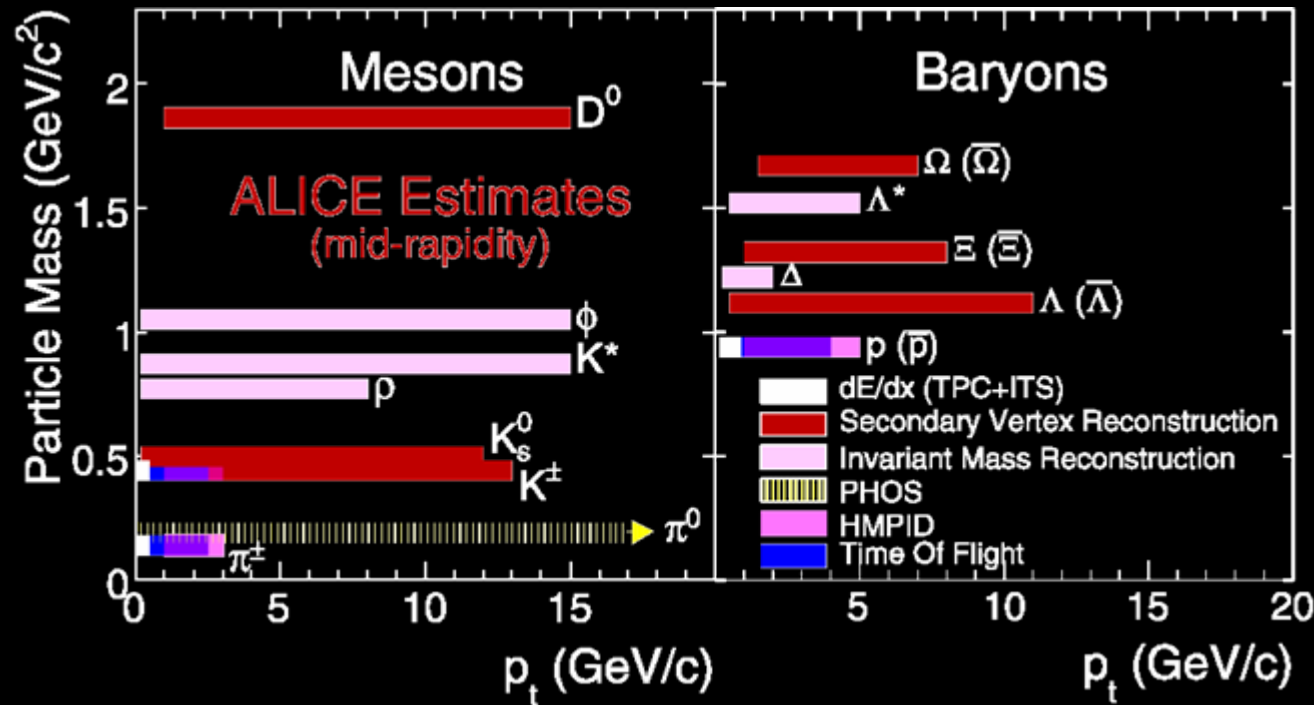 Particle Mass (GeV/c²)
2
1.5
1
0.5
0
Mesons
D⁰
ALICE Estimates
(mid-rapidity)
ϕ
K*
ρ
K⁰ₛ
K±
π⁰
π±
0 5 10 15
pₜ (GeV/c)
Baryons
Ω (Ω̅)
Λ*
Ξ (Ξ̅)
Δ
Λ (Λ̅)
p (p̅)
dE/dx (TPC+ITS)
Secondary Vertex Reconstruction
Invariant Mass Reconstruction
PHOS
HMPID
Time Of Flight
5 10 15 20
pₜ (GeV/c)